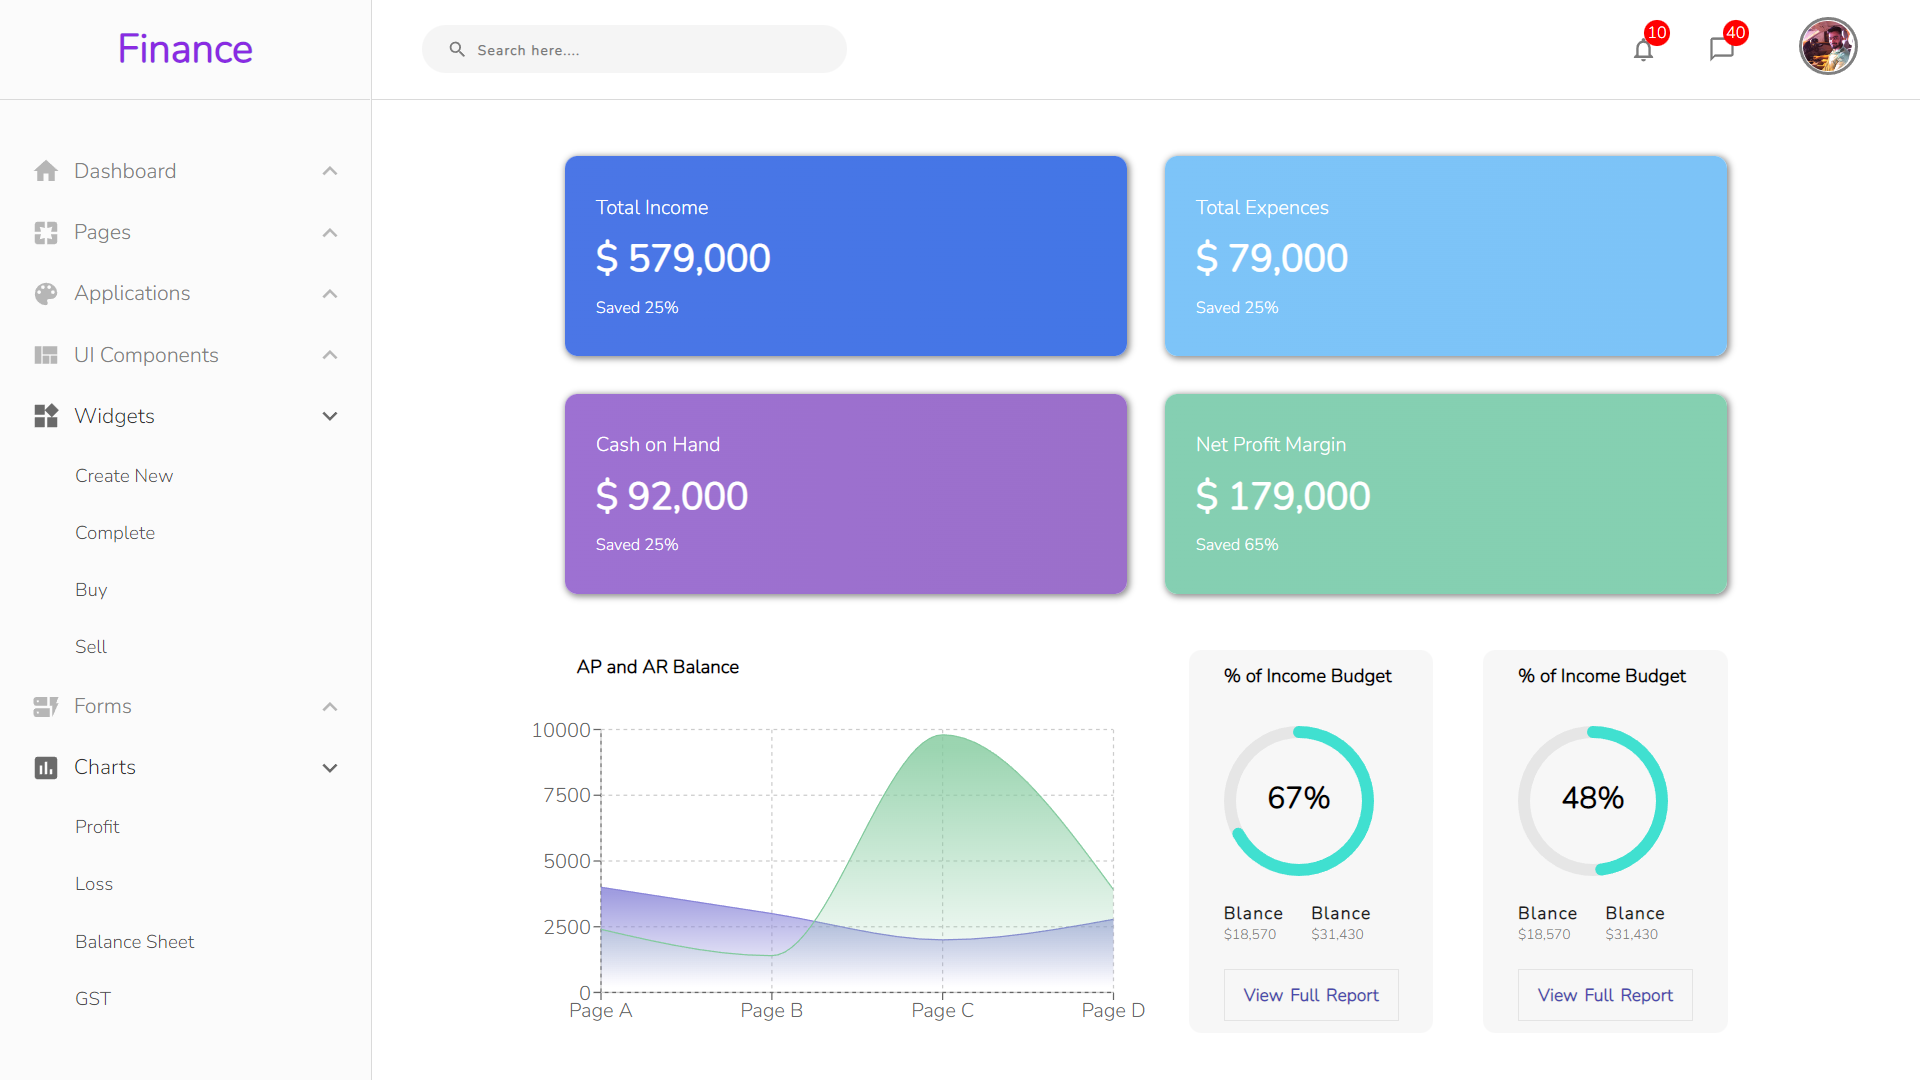 Finance
Search here....
10
40
Dashboard
Pages
Applications
UI Components
Widgets
Create New
Complete
Buy
Sell
Forms
Charts
Profit
Loss
Balance Sheet
GST
Total Income
$ 579,000
Saved 25%
Total Expences
$ 79,000
Saved 25%
Cash on Hand
$ 92,000
Saved 25%
Net Profit Margin
$ 179,000
Saved 65%
AP and AR Balance
10000
7500
5000
2500
0
Page A Page B Page C Page D
% of Income Budget
67%
Blance Blance
$18,570 $31,430
View Full Report
% of Income Budget
48%
Blance Blance
$18,570 $31,430
View Full Report